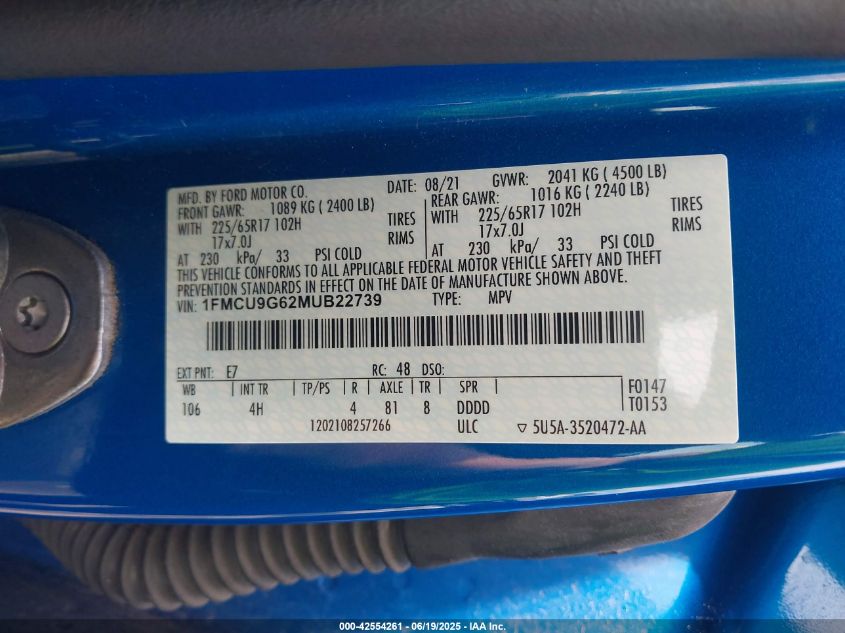 MFD. BY FORD MOTOR CO.
DATE: 08/21 GVWR: 2041 KG ( 4500 LB)
FRONT GAWR: 1089 KG ( 2400 LB)
REAR GAWR: 1016 KG ( 2240 LB)
WITH 225/65R17 102H TIRES
WITH 225/65R17 102H TIRES
17x7.0J RIMS
17x7.0J RIMS
AT 230 kPa/ 33 PSI COLD
AT 230 kPa/ 33 PSI COLD
THIS VEHICLE CONFORMS TO ALL APPLICABLE FEDERAL MOTOR VEHICLE SAFETY AND THEFT
PREVENTION STANDARDS IN EFFECT ON THE DATE OF MANUFACTURE SHOWN ABOVE.
VIN: 1FMCU9G62MUB22739 TYPE: MPV
EXT PNT: E7 RC: 48 DSO:
WB INT TR TP/PS R AXLE TR SPR F0147
106 4H 4 81 8 DDDD T0153
1202108257266 ULC ▽ 5U5A-3520472-AA
000-42554261 - 06/19/2025 - IAA Inc.